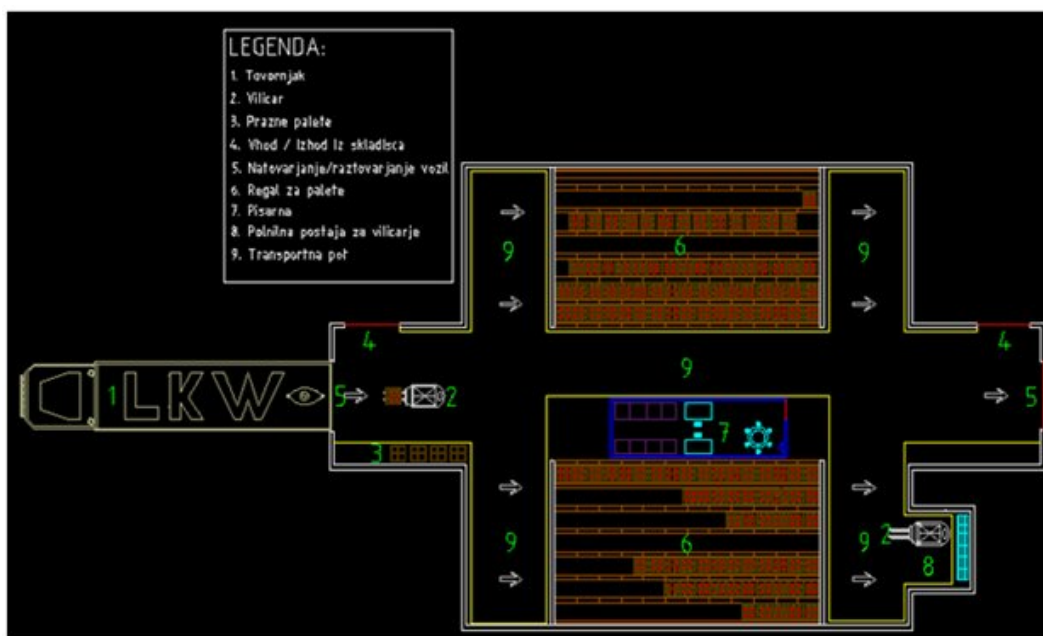 LEGENDA:
1. Tovornjak
2. Vilicar
3. Prazne palete
4. Vhod / Izhod iz skladisca
5. Natovarjanje/raztovarjanje vozil
6. Regal za palete
7. Pisarna
8. Polnilna postaja za vilicarje
9. Transportna pot
9
6
9
4
4
9
1 LKW
5
2
5
7
3
9
6
9
2
8